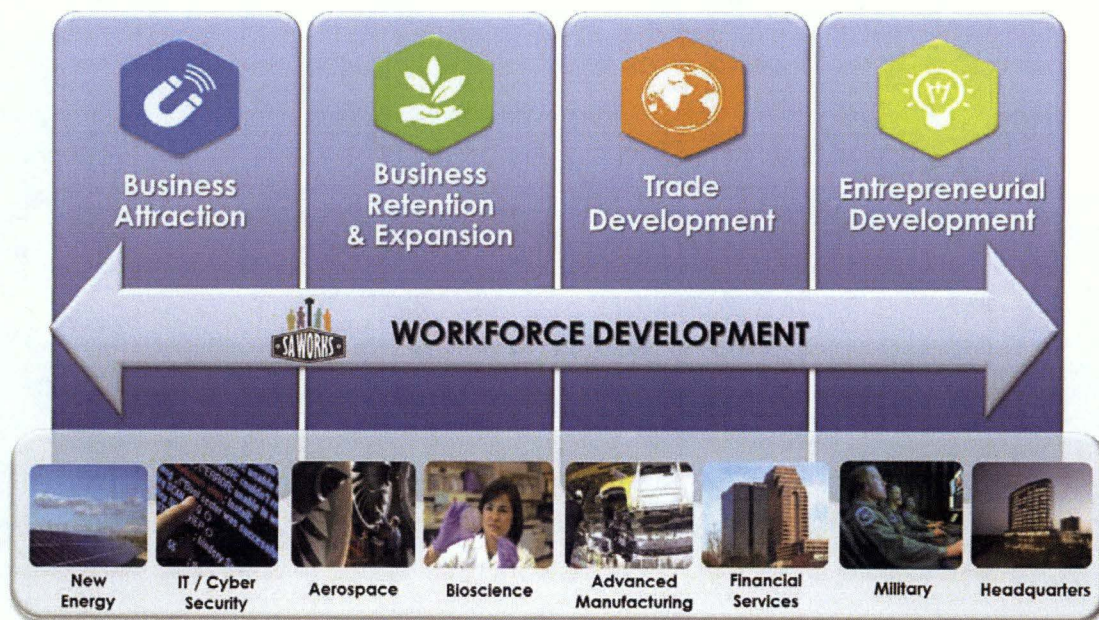 Business
Attraction
Business
Retention
& Expansion
Trade
Development
Entrepreneurial
Development
SA WORKS
WORKFORCE DEVELOPMENT
New
Energy
IT / Cyber
Security
Aerospace
Bioscience
Advanced
Manufacturing
Financial
Services
Military
Headquarters